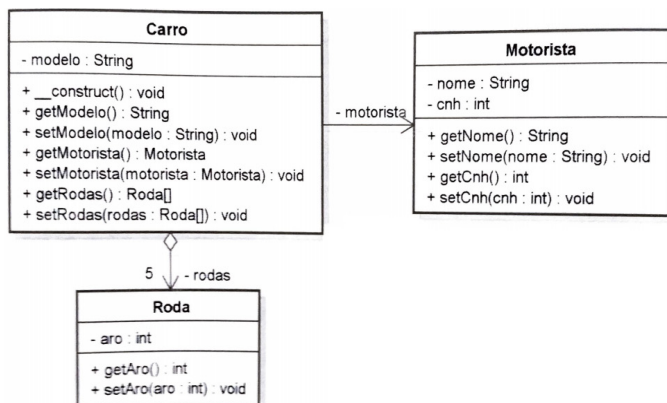 Carro
- modelo : String
+ __construct() : void
+ getModelo() : String
+ setModelo(modelo : String) : void
+ getMotorista() : Motorista
+ setMotorista(motorista : Motorista) : void
+ getRodas() : Roda[]
+ setRodas(rodas : Roda[]) : void
- motorista
Motorista
- nome : String
- cnh : int
+ getNome() : String
+ setNome(nome : String) : void
+ getCnh() : int
+ setCnh(cnh : int) : void
5 - rodas
Roda
- aro : int
+ getAro() : int
+ setAro(aro : int) : void